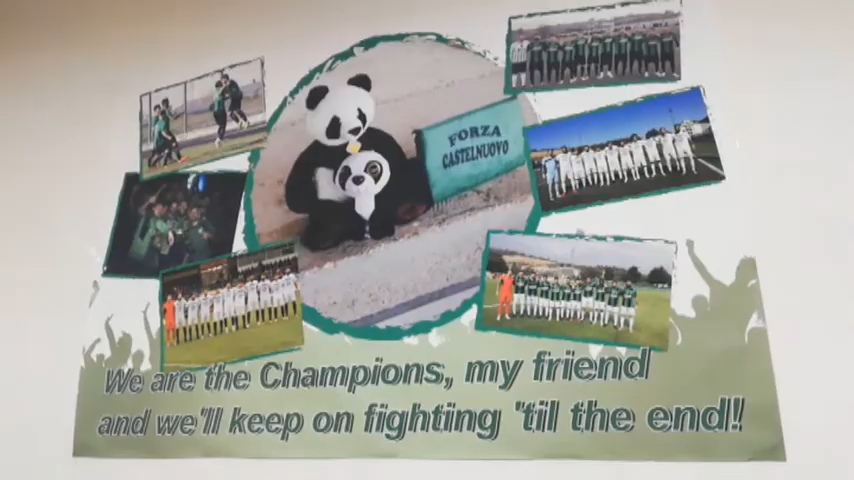 FORZA
CASTELNUOVO
We are the Champions, my friend
and we'll keep on fighting 'til the end!